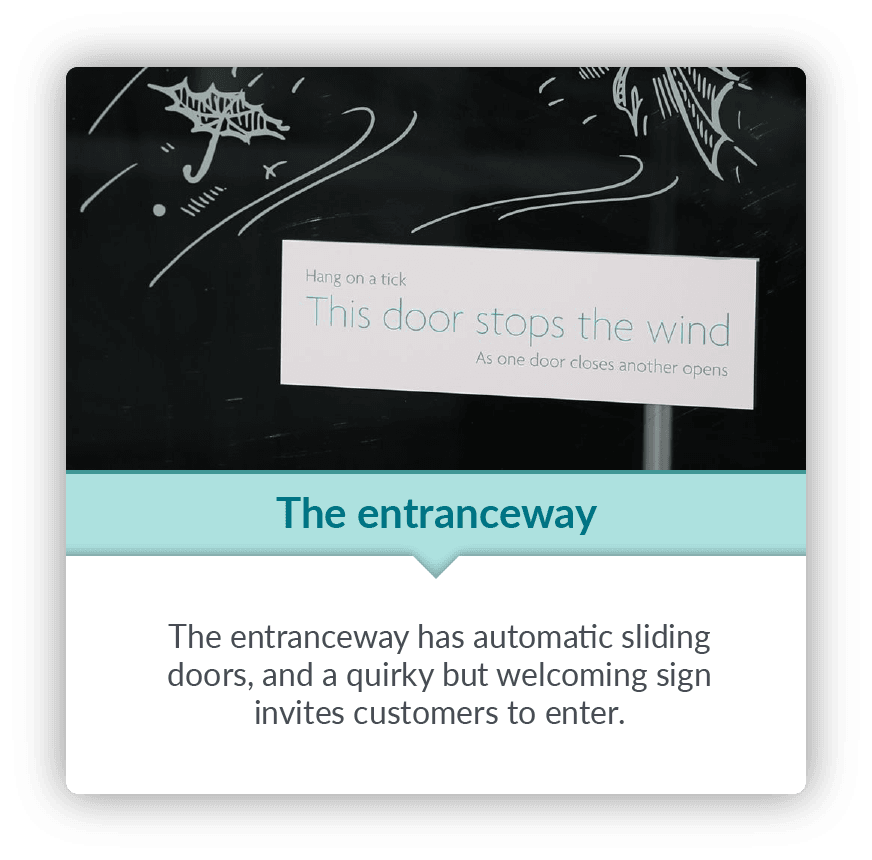 Hang on a tick
This door stops the wind
As one door closes another opens
The entranceway
The entranceway has automatic sliding
doors, and a quirky but welcoming sign
invites customers to enter.